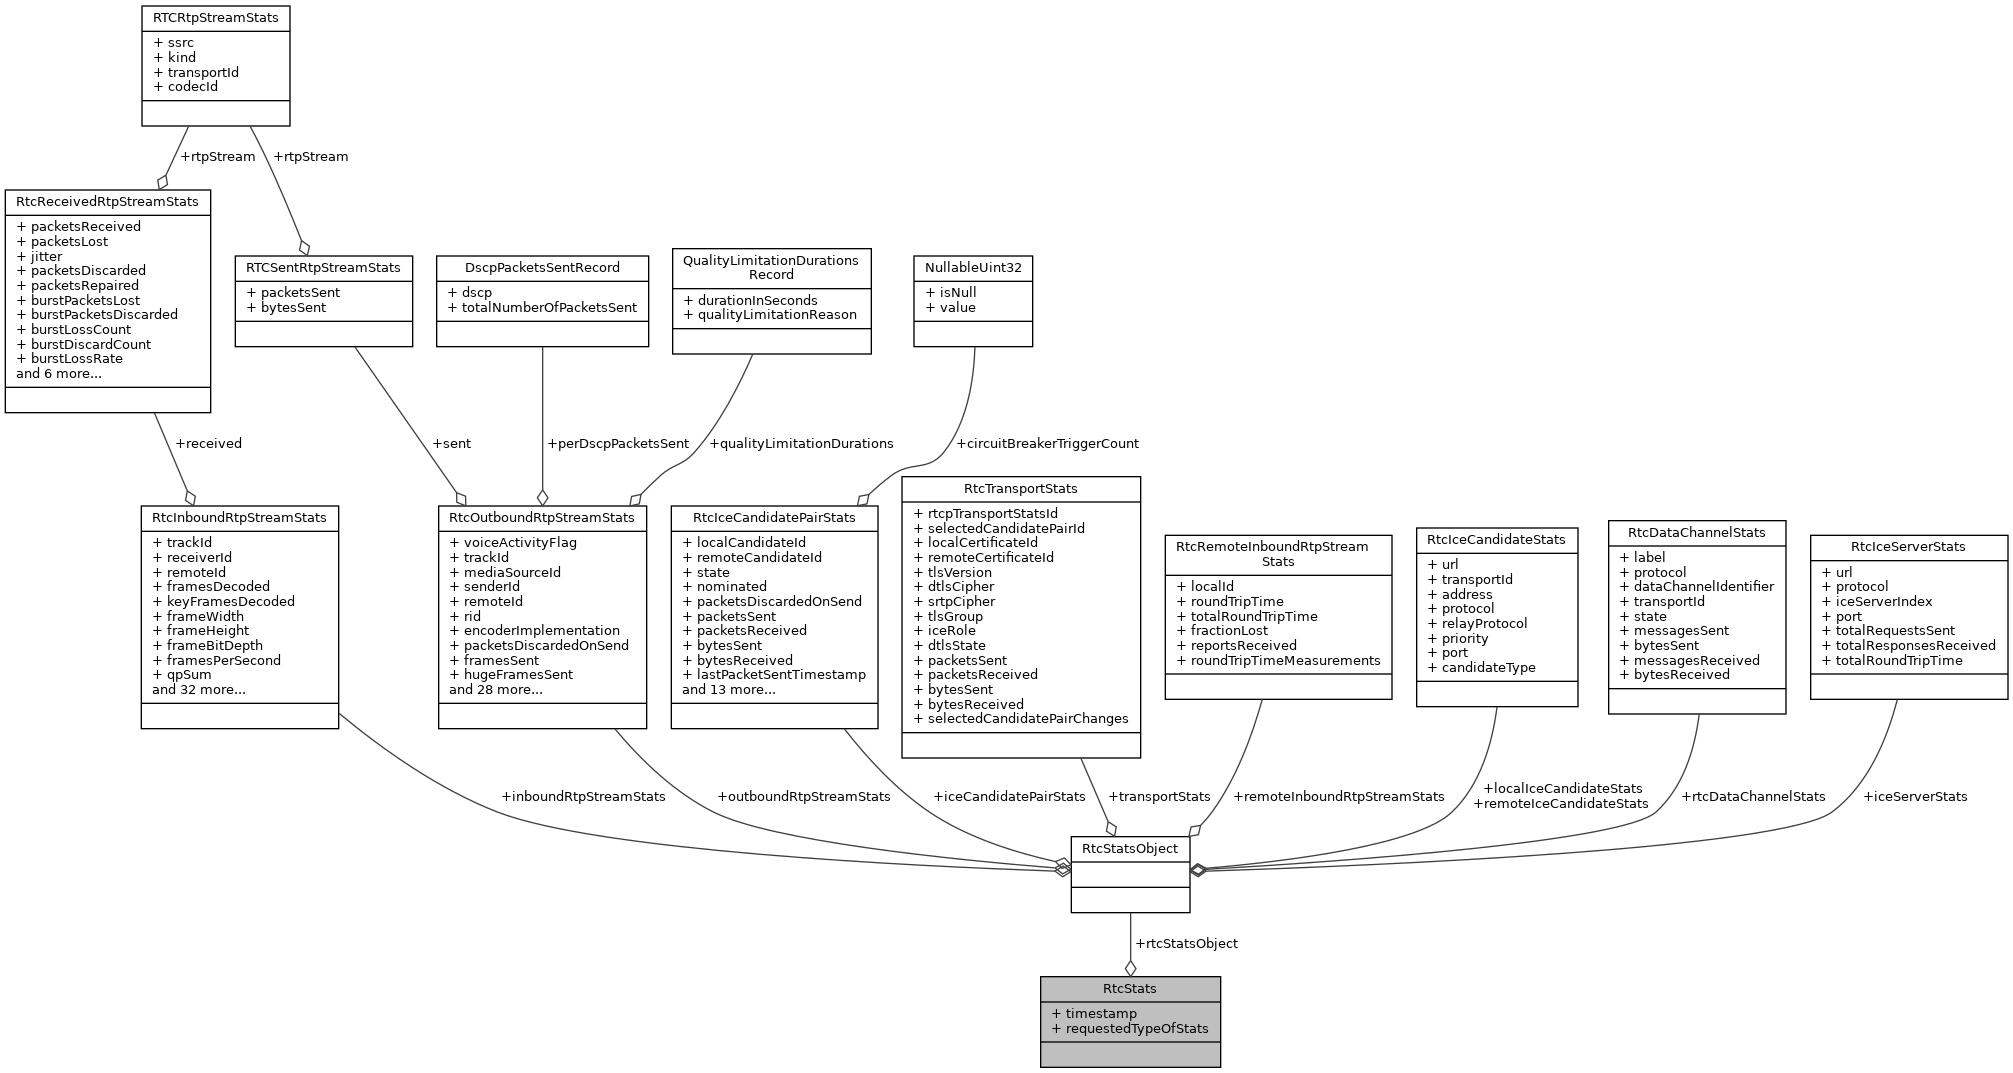 RTCRtpStreamStats
+ ssrc
+ kind
+ transportId
+ codecId
+rtpStream
+rtpStream
RtcReceivedRtpStreamStats
+ packetsReceived
+ packetsLost
+ jitter
+ packetsDiscarded
+ packetsRepaired
+ burstPacketsLost
+ burstPacketsDiscarded
+ burstLossCount
+ burstDiscardCount
+ burstLossRate
and 6 more...
RTCSentRtpStreamStats
+ packetsSent
+ bytesSent
DscpPacketsSentRecord
+ dscp
+ totalNumberOfPacketsSent
QualityLimitationDurations
Record
+ durationInSeconds
+ qualityLimitationReason
NullableUint32
+ isNull
+ value
+received
+sent
+perDscpPacketsSent
+qualityLimitationDurations
+circuitBreakerTriggerCount
RtcInboundRtpStreamStats
+ trackId
+ receiverId
+ remoteId
+ framesDecoded
+ keyFramesDecoded
+ frameWidth
+ frameHeight
+ frameBitDepth
+ framesPerSecond
+ qpSum
and 32 more...
RtcOutboundRtpStreamStats
+ voiceActivityFlag
+ trackId
+ mediaSourceId
+ senderId
+ remoteId
+ rid
+ encoderImplementation
+ packetsDiscardedOnSend
+ framesSent
+ hugeFramesSent
and 28 more...
RtcIceCandidatePairStats
+ localCandidateId
+ remoteCandidateId
+ state
+ nominated
+ packetsDiscardedOnSend
+ packetsSent
+ packetsReceived
+ bytesSent
+ bytesReceived
+ lastPacketSentTimestamp
and 13 more...
RtcTransportStats
+ rtcpTransportStatsId
+ selectedCandidatePairId
+ localCertificateId
+ remoteCertificateId
+ tlsVersion
+ dtlsCipher
+ srtpCipher
+ tlsGroup
+ iceRole
+ dtlsState
+ packetsSent
+ packetsReceived
+ bytesSent
+ bytesReceived
+ selectedCandidatePairChanges
RtcRemoteInboundRtpStream
Stats
+ localId
+ roundTripTime
+ totalRoundTripTime
+ fractionLost
+ reportsReceived
+ roundTripTimeMeasurements
RtcIceCandidateStats
+ url
+ transportId
+ address
+ protocol
+ relayProtocol
+ priority
+ port
+ candidateType
RtcDataChannelStats
+ label
+ protocol
+ dataChannelIdentifier
+ transportId
+ state
+ messagesSent
+ bytesSent
+ messagesReceived
+ bytesReceived
RtcIceServerStats
+ url
+ protocol
+ iceServerIndex
+ port
+ totalRequestsSent
+ totalResponsesReceived
+ totalRoundTripTime
+inboundRtpStreamStats
+outboundRtpStreamStats
+iceCandidatePairStats
+transportStats
+remoteInboundRtpStreamStats
+localIceCandidateStats
+remoteIceCandidateStats
+rtcDataChannelStats
+iceServerStats
RtcStatsObject
+rtcStatsObject
RtcStats
+ timestamp
+ requestedTypeOfStats